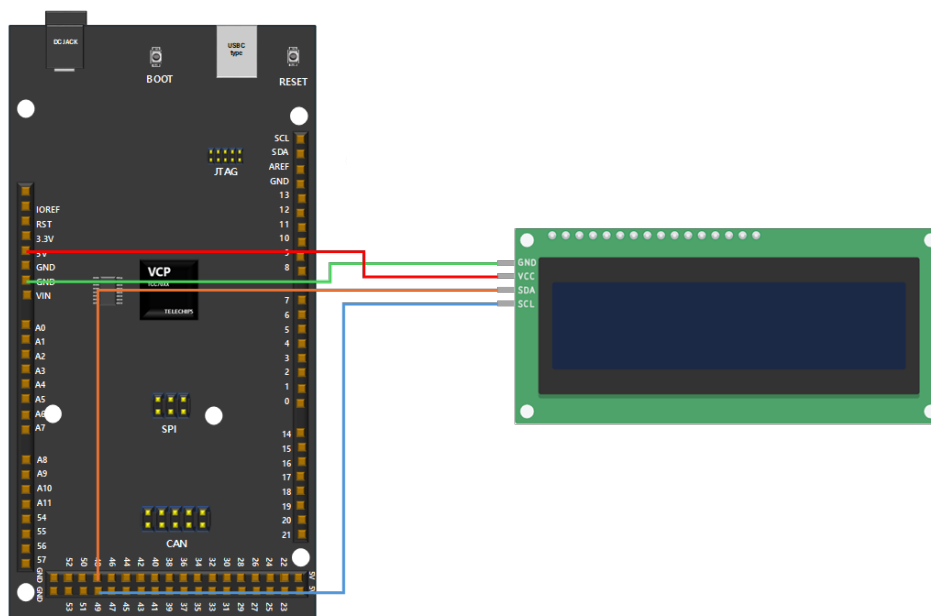 DC JACK
USBC
type
BOOT
RESET
JTAG
SCL
SDA
AREF
GND
13
12
11
10
9
8
7
6
5
4
3
2
1
0
14
15
16
17
18
19
20
21
IOREF
RST
3.3V
5V
GND
GND
VIN
A0
A1
A2
A3
A4
A5
A6
A7
A8
A9
A10
A11
54
55
56
57
VCP
TELECHIPS
SPI
CAN
GND
52
50
48
46
44
42
40
38
36
34
32
30
28
26
24
22
5V
GND
53
51
49
47
45
43
41
39
37
35
33
31
29
27
25
23
GND
VCC
SDA
SCL